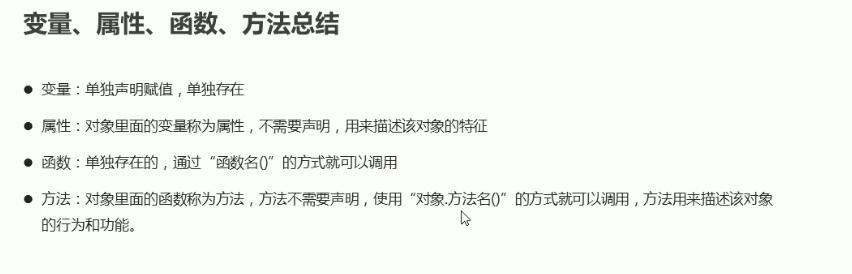 变量、属性、函数、方法总结
● 变量：单独声明赋值，单独存在
● 属性：对象里面的变量称为属性，不需要声明，用来描述该对象的特征
● 函数：单独存在的，通过“函数名()”的方式就可以调用
● 方法：对象里面的函数称为方法，方法不需要声明，使用“对象.方法名()”的方式就可以调用，方法用来描述该对象
的行为和功能。